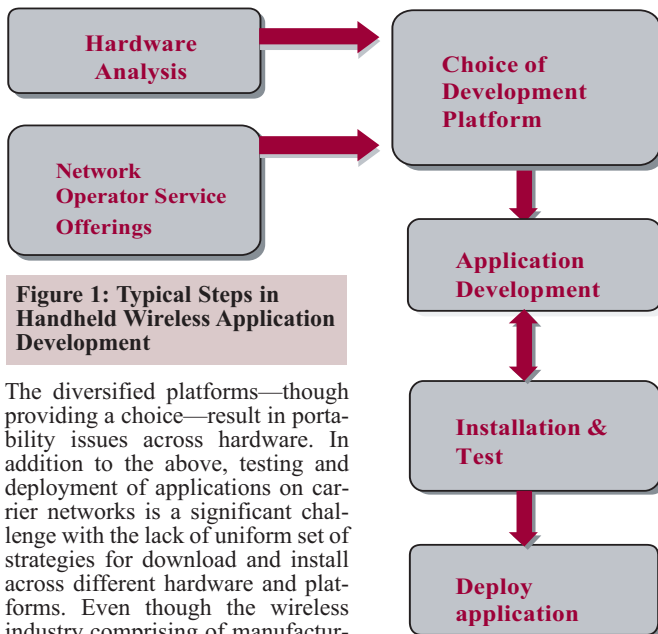 Hardware
Analysis
Choice of
Development
Platform
Network
Operator Service
Offerings
Application
Development
Installation &
Test
Deploy
application
Figure 1: Typical Steps in
Handheld Wireless Application
Development
The diversified platforms—though
providing a choice—result in porta-
bility issues across hardware. In
addition to the above, testing and
deployment of applications on car-
rier networks is a significant chal-
lenge with the lack of uniform set of
strategies for download and install
across different hardware and plat-
forms. Even though the wireless
industry comprising of manufactur-